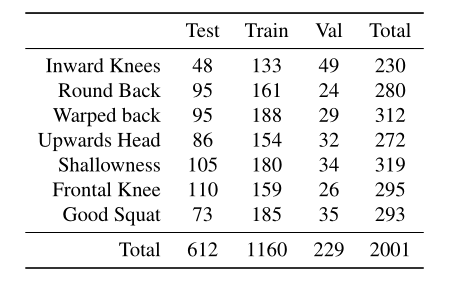 Test Train Val Total
Inward Knees 48 133 49 230
Round Back 95 161 24 280
Warped back 95 188 29 312
Upwards Head 86 154 32 272
Shallowness 105 180 34 319
Frontal Knee 110 159 26 295
Good Squat 73 185 35 293
Total 612 1160 229 2001